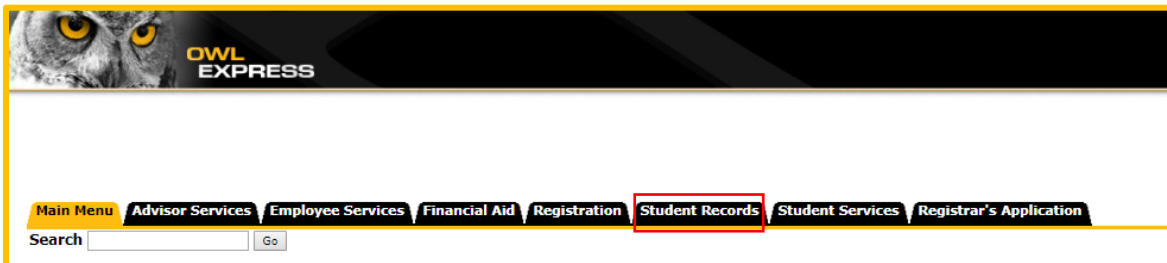 OWL
EXPRESS
Main Menu Advisor Services Employee Services Financial Aid Registration Student Records Student Services Registrar's Application
Search Go